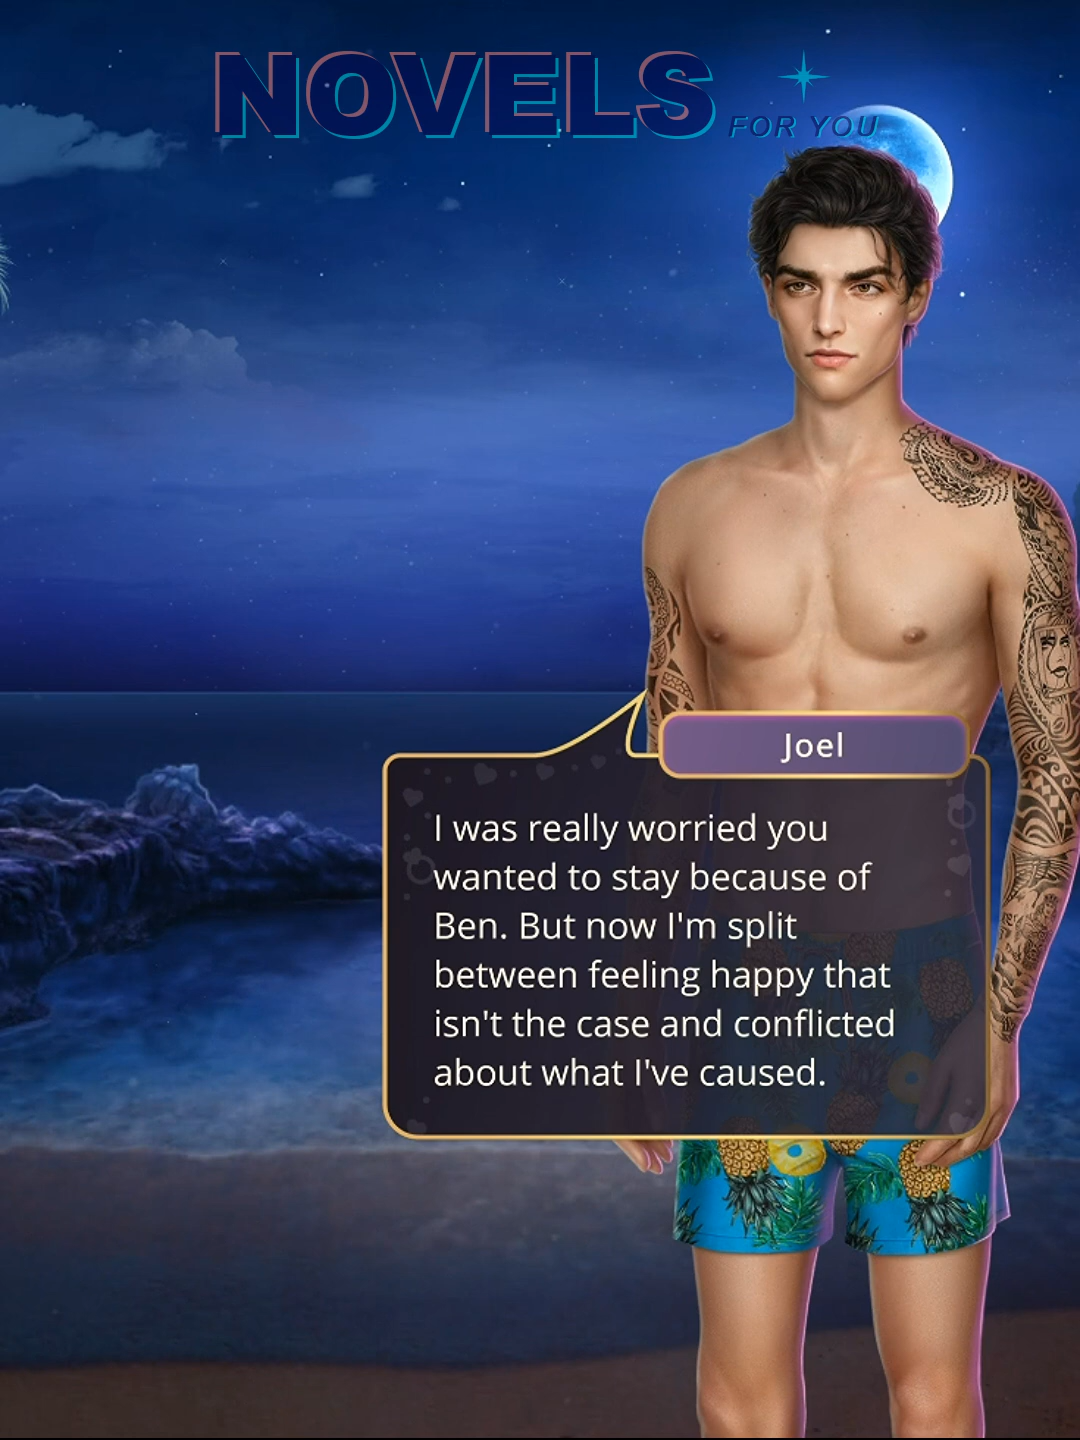 NOVELS
FOR YOU
Joel
I was really worried you
wanted to stay because of
Ben. But now I'm split
between feeling happy that
isn't the case and conflicted
about what I've caused.